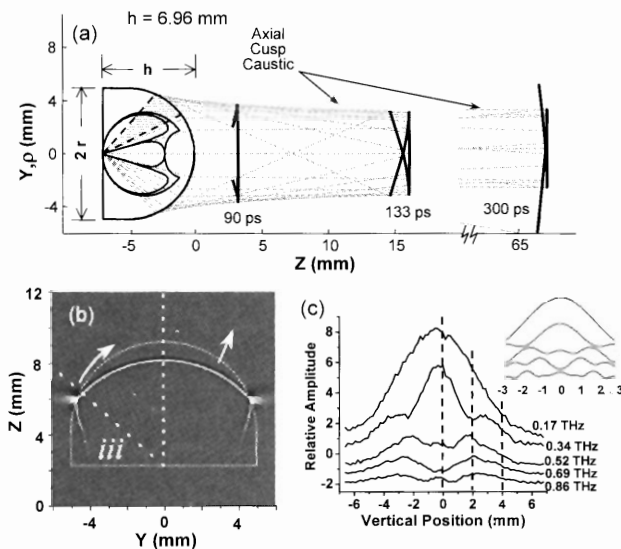 h = 6.96 mm
(a)
Axial
Cusp
Caustic
h
2 r
Y,ρ (mm)
4
0
-4
90 ps
133 ps
300 ps
-5
0
5
10
15
65
Z (mm)
(b)
12
10
8
6
4
2
0
Z (mm)
iii
-4
0
4
Y (mm)
(c)
8
6
4
2
0
-2
Relative Amplitude
-3 -2 -1 0 1 2. 3
0.17 THz
0.34 THz
0.52 THz
0.69 THz
0.86 THz
-6 -4 -2 0 2 4 6
Vertical Position (mm)